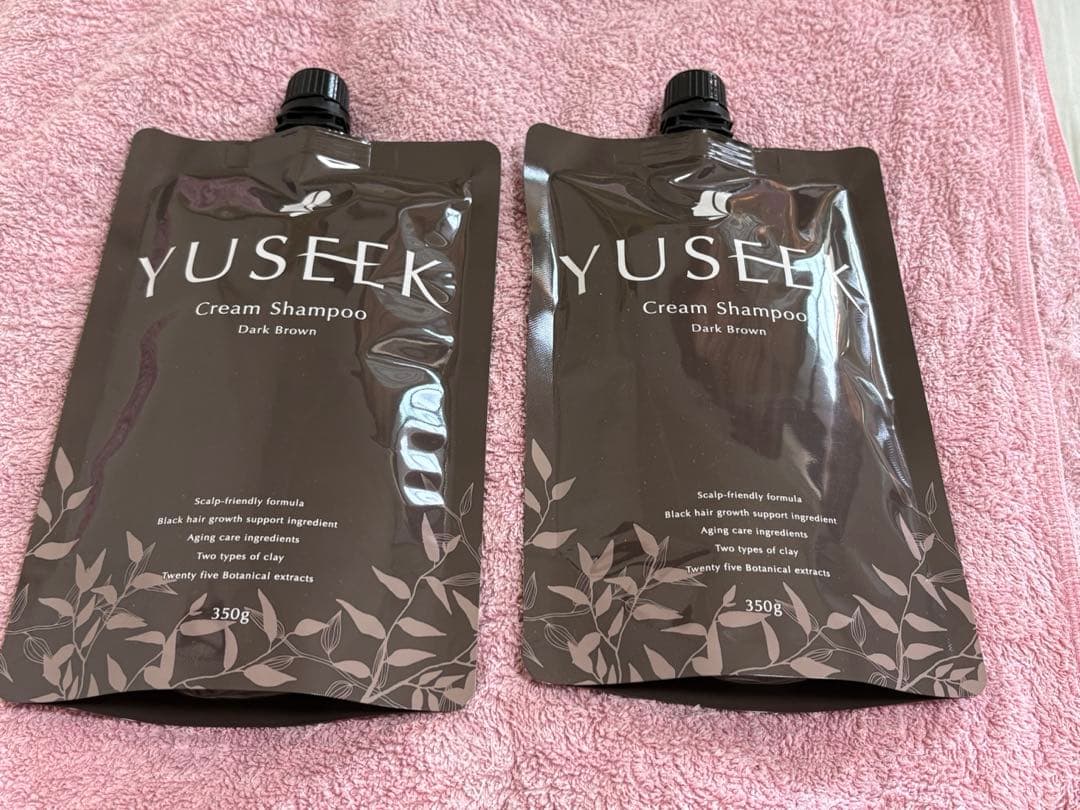 YUSEEK
Cream Shampoo
Dark Brown
Scalp-friendly formula
Black hair growth support ingredient
Aging care ingredients
Two types of clay
Twenty five Botanical extracts
350g
YUSEEK
Cream Shampoo
Dark Brown
Scalp-friendly formula
Black hair growth support ingredient
Aging care ingredients
Two types of clay
Twenty five Botanical extracts
350g